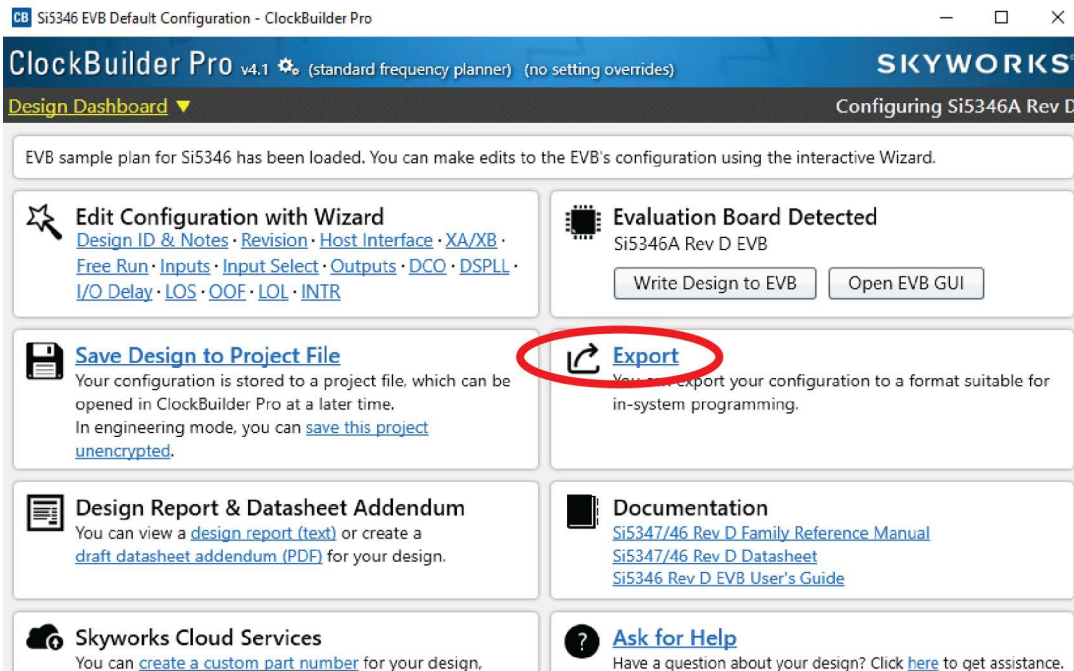 CB Si5346 EVB Default Configuration - ClockBuilder Pro
ClockBuilder Pro v4.1 (standard frequency planner) (no setting overrides) SKYWORKS
Design Dashboard ▼ Configuring Si5346A Rev D
EVB sample plan for Si5346 has been loaded. You can make edits to the EVB's configuration using the interactive Wizard.
Edit Configuration with Wizard
Design ID & Notes · Revision · Host Interface · XA/XB ·
Free Run · Inputs · Input Select · Outputs · DCO · DSPLL ·
I/O Delay · LOS · OOF · LOL · INTR
Evaluation Board Detected
Si5346A Rev D EVB
Write Design to EVB Open EVB GUI
Save Design to Project File
Your configuration is stored to a project file, which can be
opened in ClockBuilder Pro at a later time.
In engineering mode, you can save this project
unencrypted.
Export
You can export your configuration to a format suitable for
in-system programming.
Design Report & Datasheet Addendum
You can view a design report (text) or create a
draft datasheet addendum (PDF) for your design.
Documentation
Si5347/46 Rev D Family Reference Manual
Si5347/46 Rev D Datasheet
Si5346 Rev D EVB User's Guide
Skyworks Cloud Services
You can create a custom part number for your design,
? Ask for Help
Have a question about your design? Click here to get assistance.